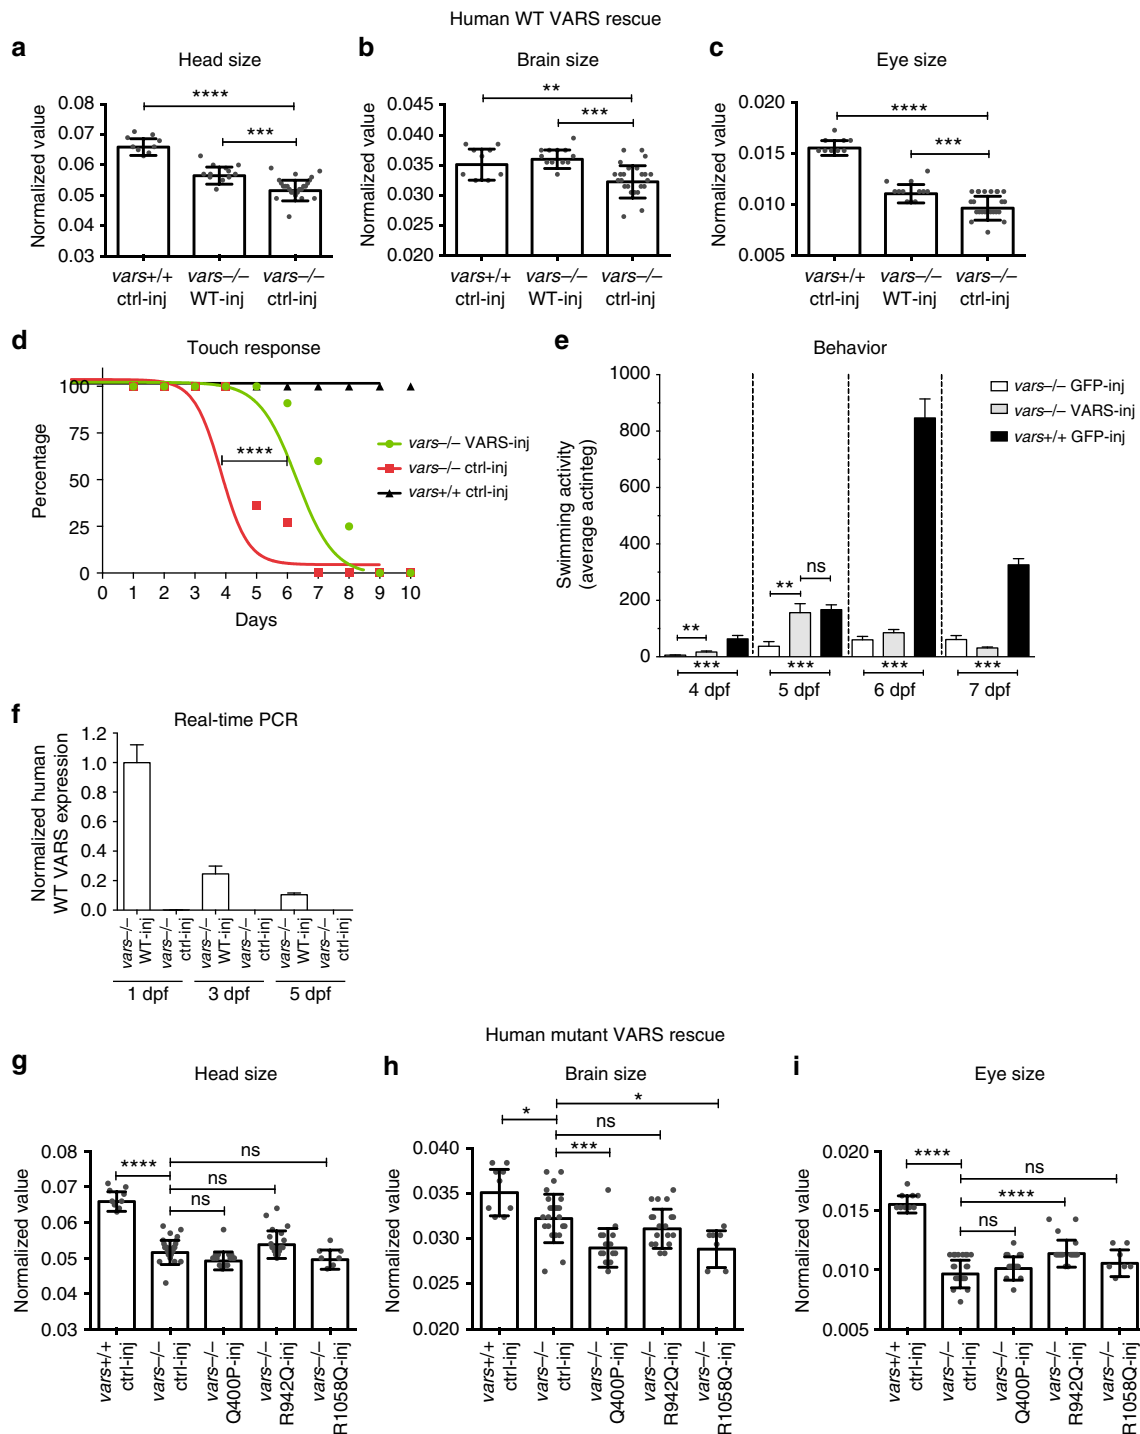 Human WT VARS rescue
a
Head size
Normalized value
0.08
0.07
0.06
0.05
0.04
0.03
****
***
vars+/+ ctrl-inj
vars–/– WT-inj
vars–/– ctrl-inj
b
Brain size
Normalized value
0.045
0.040
0.035
0.030
0.025
0.020
**
***
vars+/+ ctrl-inj
vars–/– WT-inj
vars–/– ctrl-inj
c
Eye size
Normalized value
0.020
0.015
0.010
0.005
****
***
vars+/+ ctrl-inj
vars–/– WT-inj
vars–/– ctrl-inj
d
Touch response
Percentage
100
75
50
25
0
****
0 1 2 3 4 5 6 7 8 9 10
Days
vars–/– VARS-inj
vars–/– ctrl-inj
vars+/+ ctrl-inj
e
Behavior
Swimming activity
(average actinteg)
1000
800
600
400
200
0
vars–/– GFP-inj
vars–/– VARS-inj
vars+/+ GFP-inj
**
**
ns
*** *** *** ***
4 dpf 5 dpf 6 dpf 7 dpf
f
Real-time PCR
Normalized human
WT VARS expression
1.2
1.0
0.8
0.6
0.4
0.2
0.0
vars–/– WT-inj
vars–/– ctrl-inj
vars–/– WT-inj
vars–/– ctrl-inj
vars–/– WT-inj
vars–/– ctrl-inj
1 dpf 3 dpf 5 dpf
Human mutant VARS rescue
g
Head size
Normalized value
0.08
0.07
0.06
0.05
0.04
0.03
****
ns
ns
ns
vars+/+ ctrl-inj
vars–/– ctrl-inj
vars–/– Q400P-inj
vars–/– R942Q-inj
vars–/– R1058Q-inj
h
Brain size
Normalized value
0.040
0.035
0.030
0.025
0.020
*
*
ns
***
vars+/+ ctrl-inj
vars–/– ctrl-inj
vars–/– Q400P-inj
vars–/– R942Q-inj
vars–/– R1058Q-inj
i
Eye size
Normalized value
0.020
0.015
0.010
0.005
****
ns
****
ns
vars+/+ ctrl-inj
vars–/– ctrl-inj
vars–/– Q400P-inj
vars–/– R942Q-inj
vars–/– R1058Q-inj